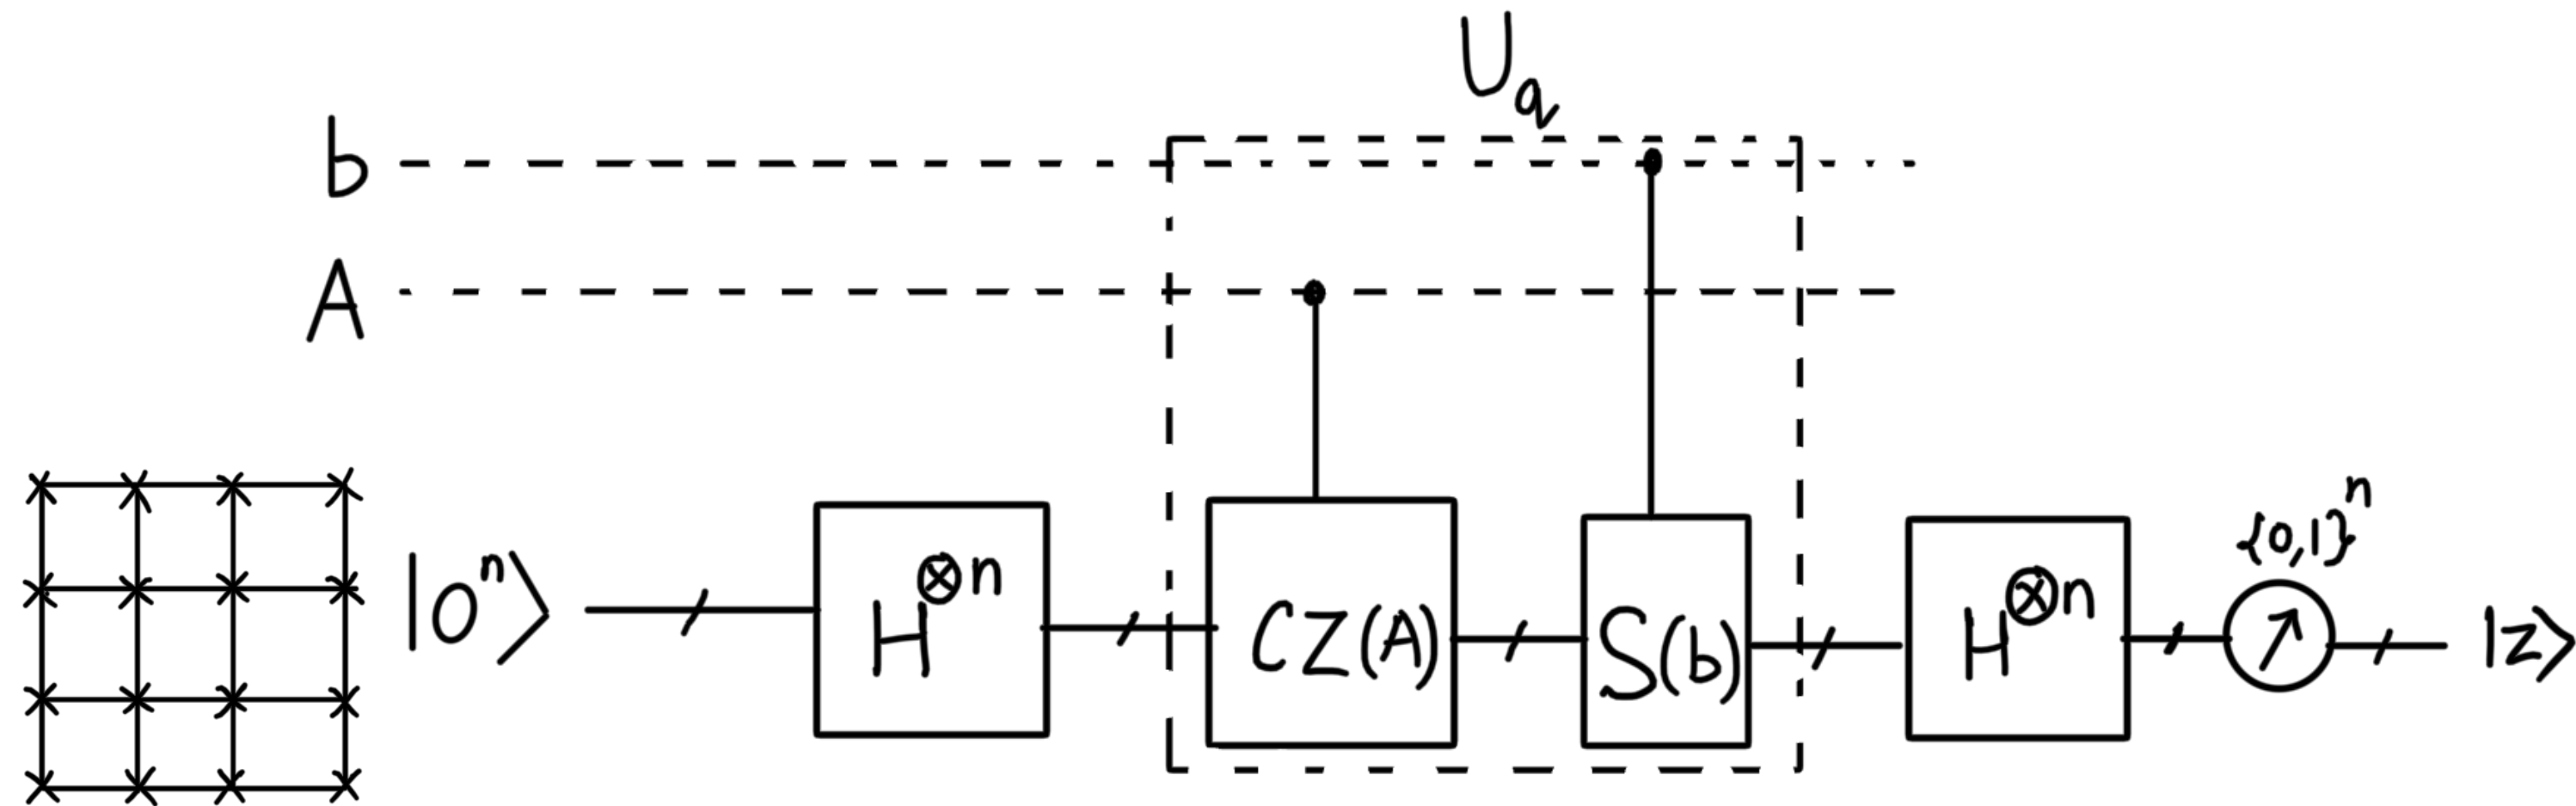 U_q
b
A
|0^n⟩ H^{⊗n} CZ(A) S(b) H^{⊗n} {0,1}^n |z⟩